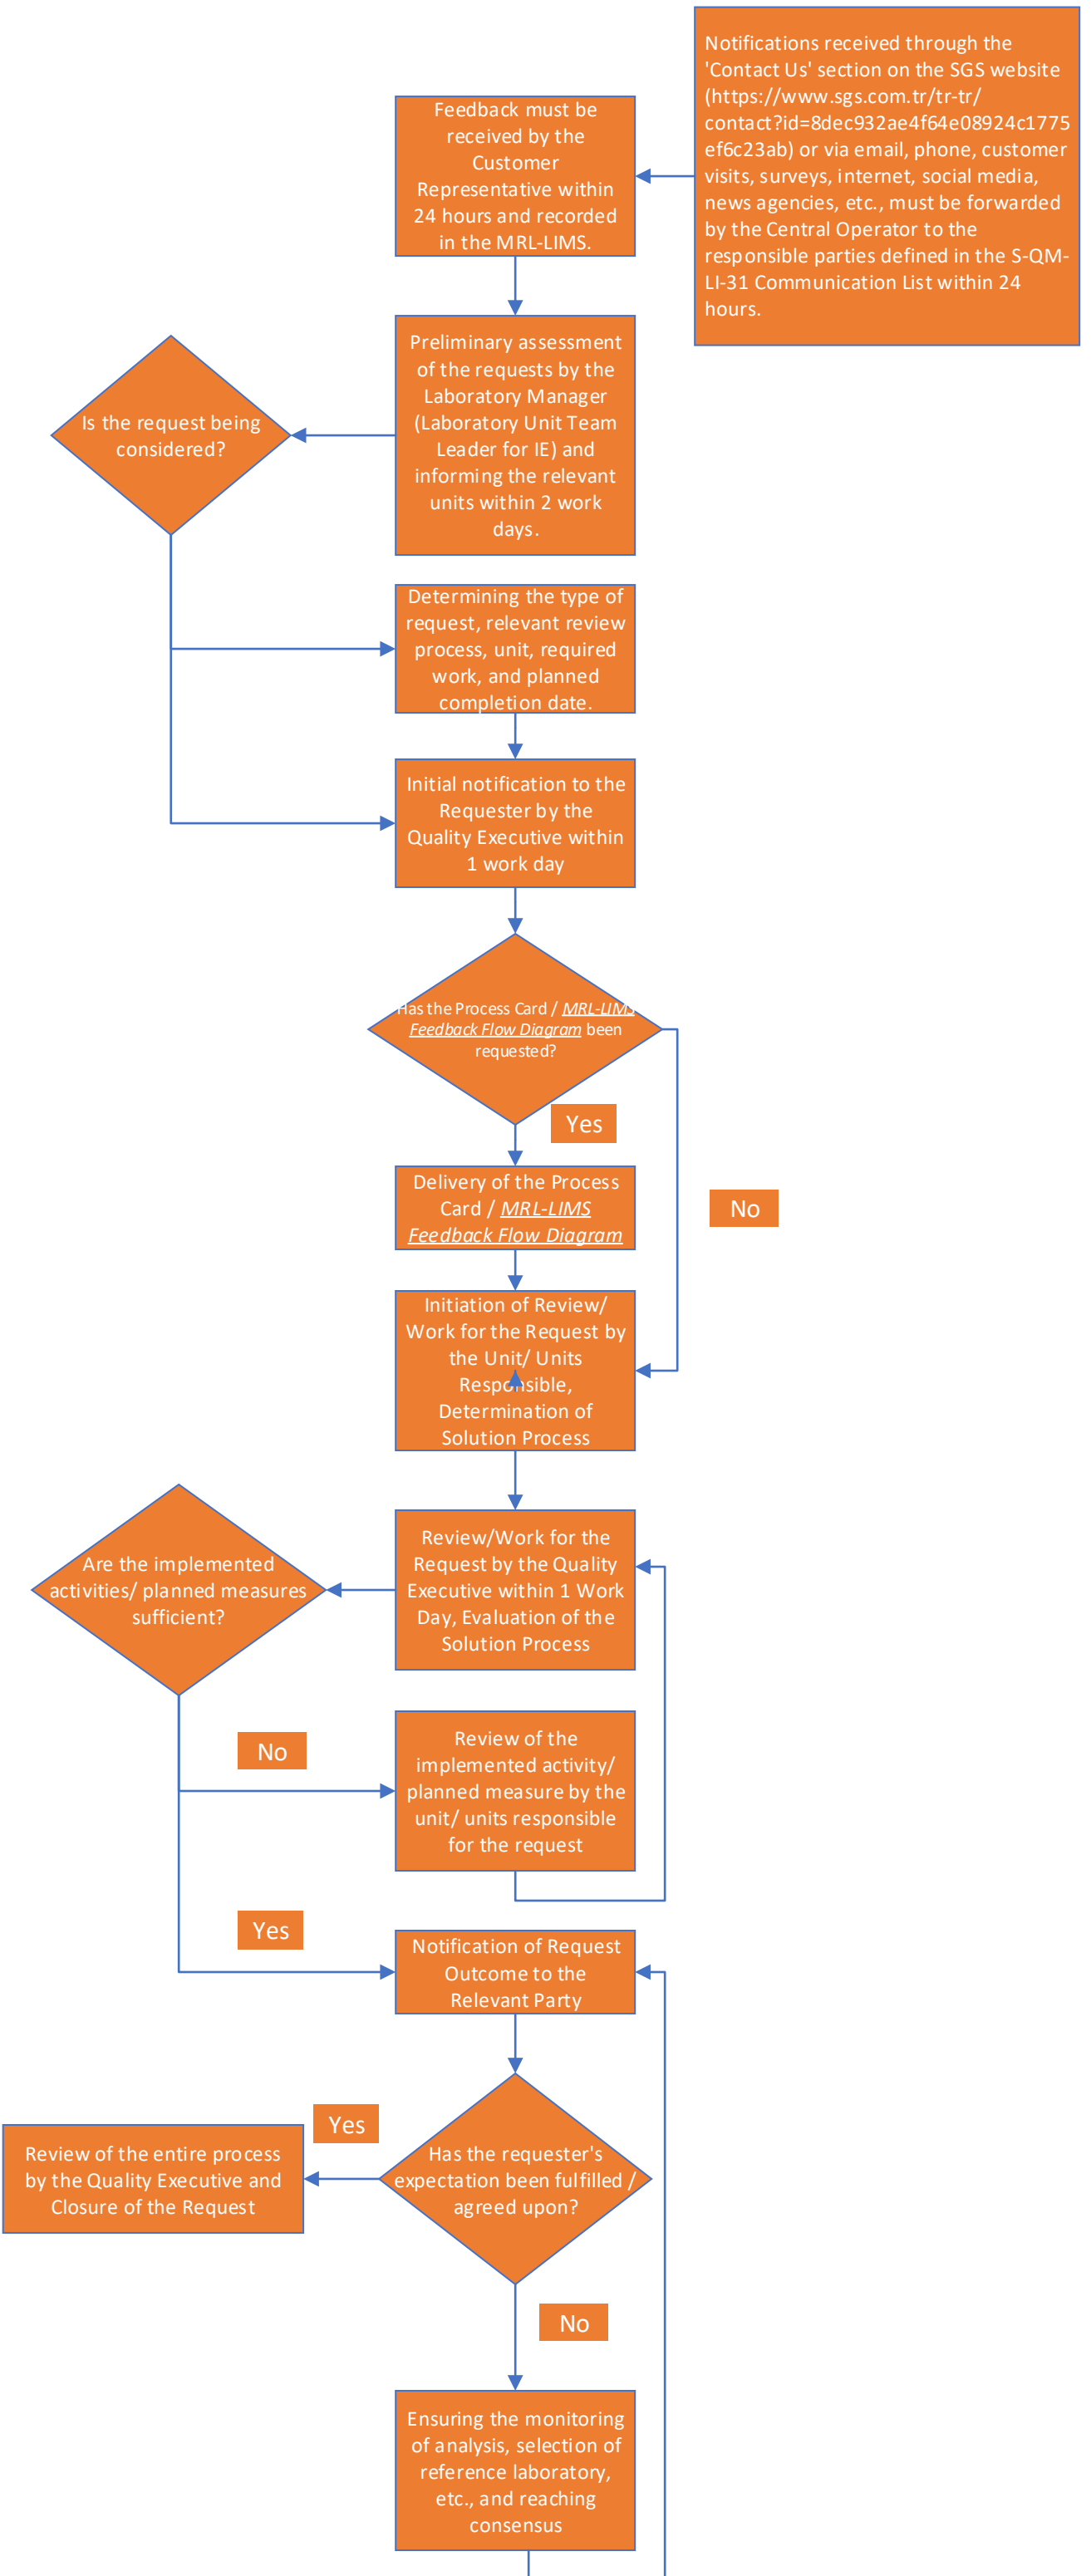 Notifications received through the
'Contact Us' section on the SGS website
(https://www.sgs.com.tr/tr-tr/
contact?id=8dec932ae4f64e08924c1775
ef6c23ab) or via email, phone, customer
visits, surveys, internet, social media,
news agencies, etc., must be forwarded
by the Central Operator to the
responsible parties defined in the S-QM-
LI-31 Communication List within 24
hours.
Feedback must be
received by the
Customer
Representative within
24 hours and recorded
in the MRL-LIMS.
Preliminary assessment
of the requests by the
Laboratory Manager
(Laboratory Unit Team
Leader for IE) and
informing the relevant
units within 2 work
days.
Is the request being
considered?
Determining the type of
request, relevant review
process, unit, required
work, and planned
completion date.
Initial notification to the
Requester by the
Quality Executive within
1 work day
Has the Process Card / MRL-LIMS
Feedback Flow Diagram been
requested?
Yes
No
Delivery of the Process
Card / MRL-LIMS
Feedback Flow Diagram
Initiation of Review/
Work for the Request by
the Unit/ Units
Responsible,
Determination of
Solution Process
Review/Work for the
Request by the Quality
Executive within 1 Work
Day, Evaluation of the
Solution Process
Are the implemented
activities/ planned measures
sufficient?
No
Review of the
implemented activity/
planned measure by the
unit/ units responsible
for the request
Yes
Notification of Request
Outcome to the
Relevant Party
Has the requester's
expectation been fulfilled /
agreed upon?
Yes
Review of the entire process
by the Quality Executive and
Closure of the Request
No
Ensuring the monitoring
of analysis, selection of
reference laboratory,
etc., and reaching
consensus